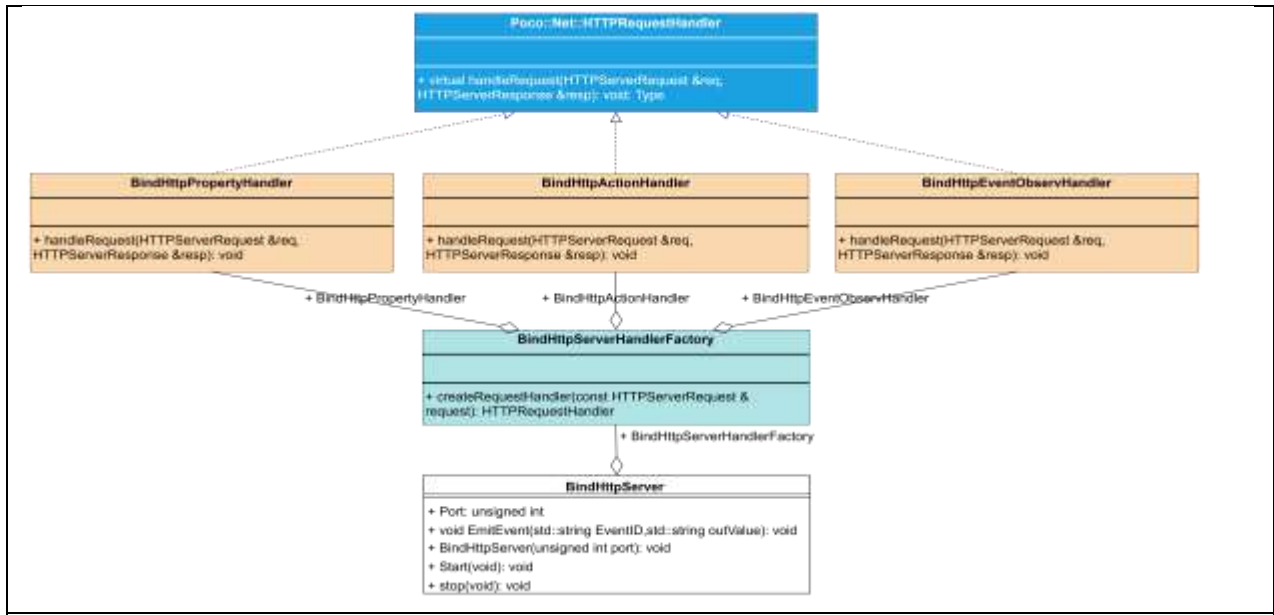 Poco::Net::HTTPRequestHandler
+ virtual handleRequest(HTTPServerRequest &req,
HTTPServerResponse &resp): void: Type
BindHttpPropertyHandler
+ handleRequest(HTTPServerRequest &req,
HTTPServerResponse &resp): void
BindHttpActionHandler
+ handleRequest(HTTPServerRequest &req,
HTTPServerResponse &resp): void
BindHttpEventObservHandler
+ handleRequest(HTTPServerRequest &req,
HTTPServerResponse &resp): void
+ BindHttpPropertyHandler
+ BindHttpActionHandler
+ BindHttpEventObservHandler
BindHttpServerHandlerFactory
+ createRequestHandler(const HTTPServerRequest &
request): HTTPRequestHandler
+ BindHttpServerHandlerFactory
BindHttpServer
+ Port: unsigned int
+ void EmitEvent(std::string EventID,std::string outValue): void
+ BindHttpServer(unsigned int port): void
+ Start(void): void
+ stop(void): void